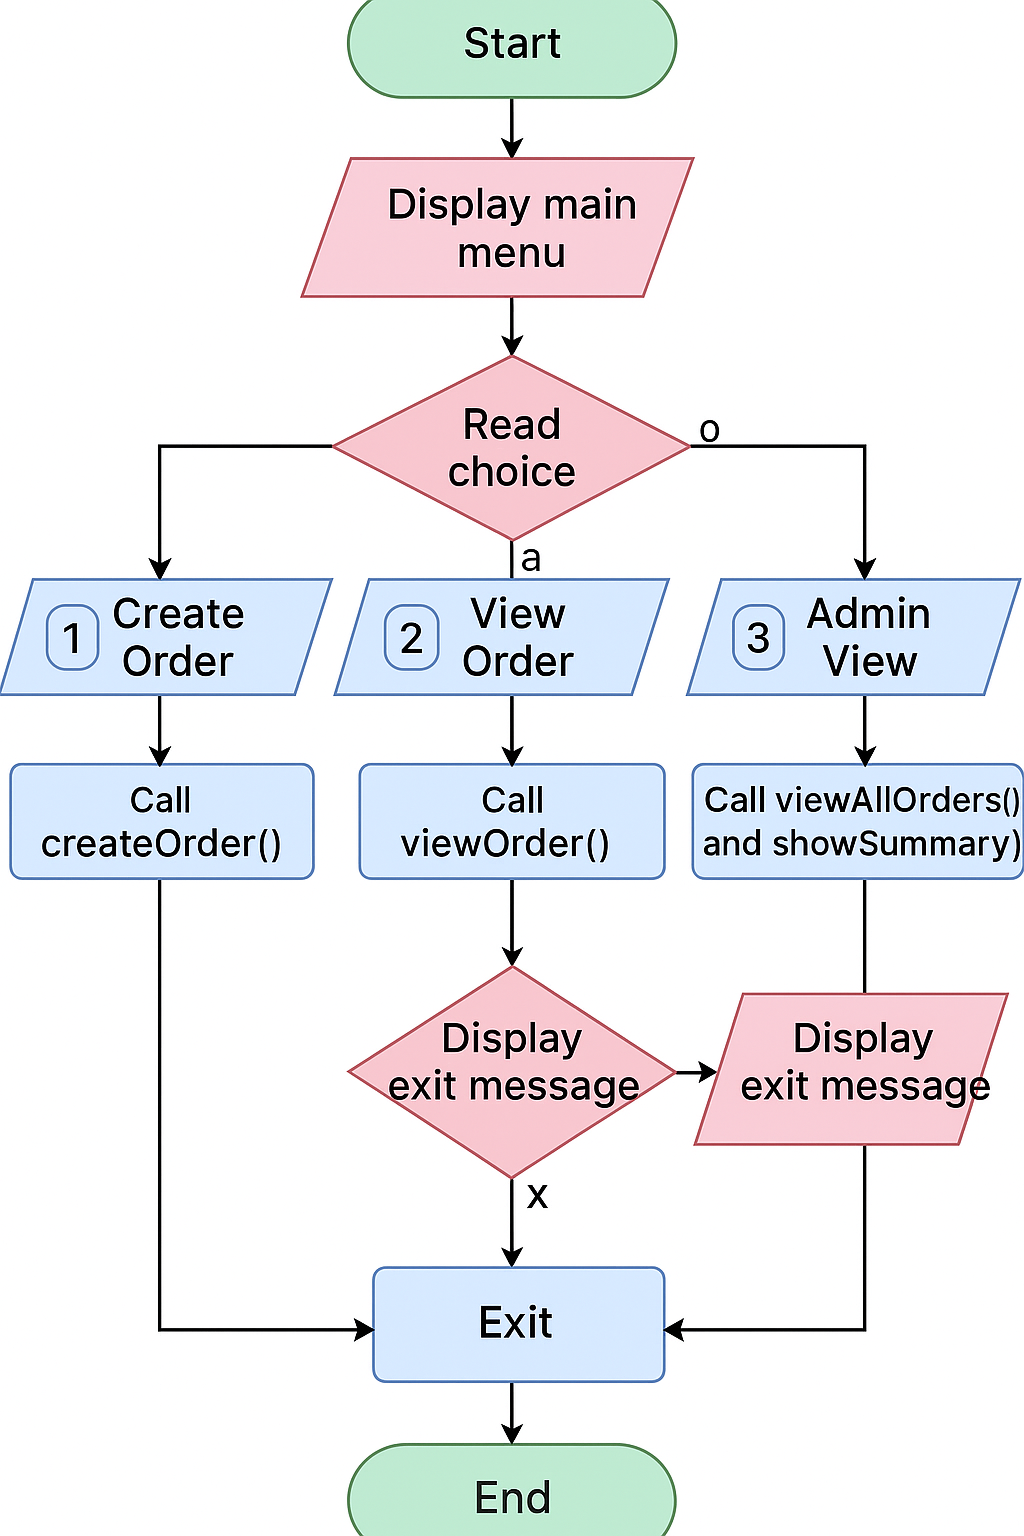 Start
Display main
menu
Read
choice
o
a
1
Create
Order
2
View
Order
3
Admin
View
Call
createOrder()
Call
viewOrder()
Call viewAllOrders()
and showSummary)
Display
exit message
Display
exit message
x
Exit
End